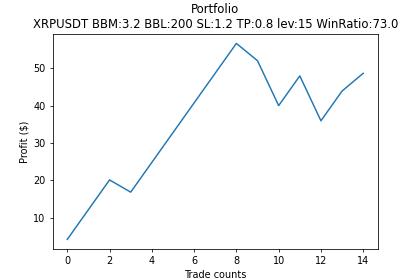 Portfolio
XRPUSDT BBM:3.2 BBL:200 SL:1.2 TP:0.8 lev:15 WinRatio:73.0
50
40
30
20
10
Profit ($)
0 2 4 6 8 10 12 14
Trade counts